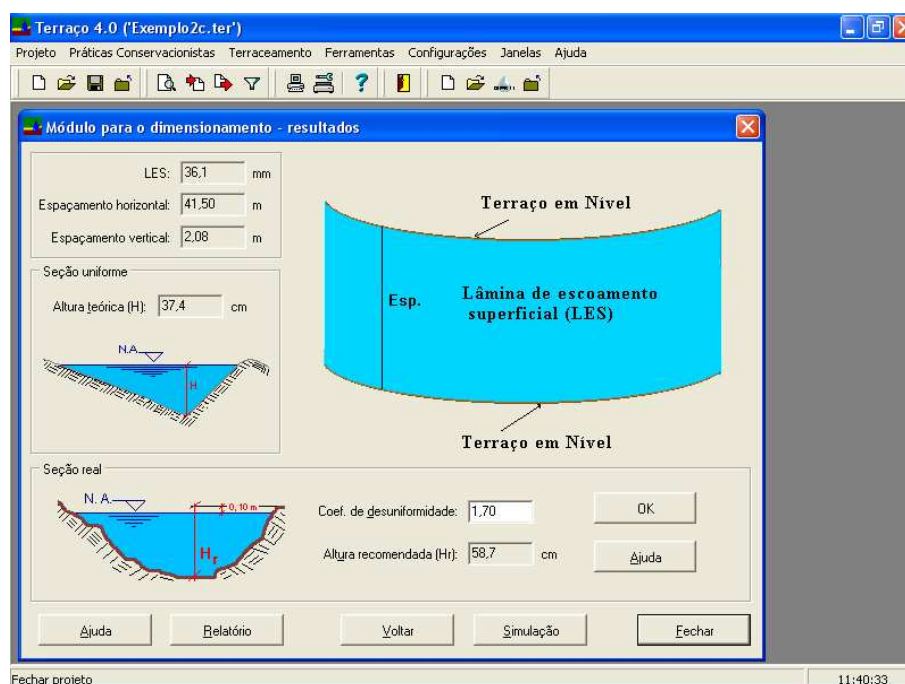 Terraço 4.0 ('Exemplo2c.ter')
Projeto Práticas Conservacionistas Terraceamento Ferramentas Configurações Janelas Ajuda
Módulo para o dimensionamento - resultados
LES: 36,1 mm
Espaçamento horizontal: 41,50 m
Espaçamento vertical: 2,08 m
Terraço em Nível
Esp.
Lâmina de escoamento
superficial (LES)
Terraço em Nível
Seção uniforme
Altura teórica (H): 37,4 cm
N.A.
H
Seção real
N. A.
0,10 m
Hr
Coef. de desuniformidade: 1,70
OK
Altura recomendada (Hr): 58,7 cm
Ajuda
Ajuda Relatório Voltar Simulação Fechar
Fechar projeto 11:40:33